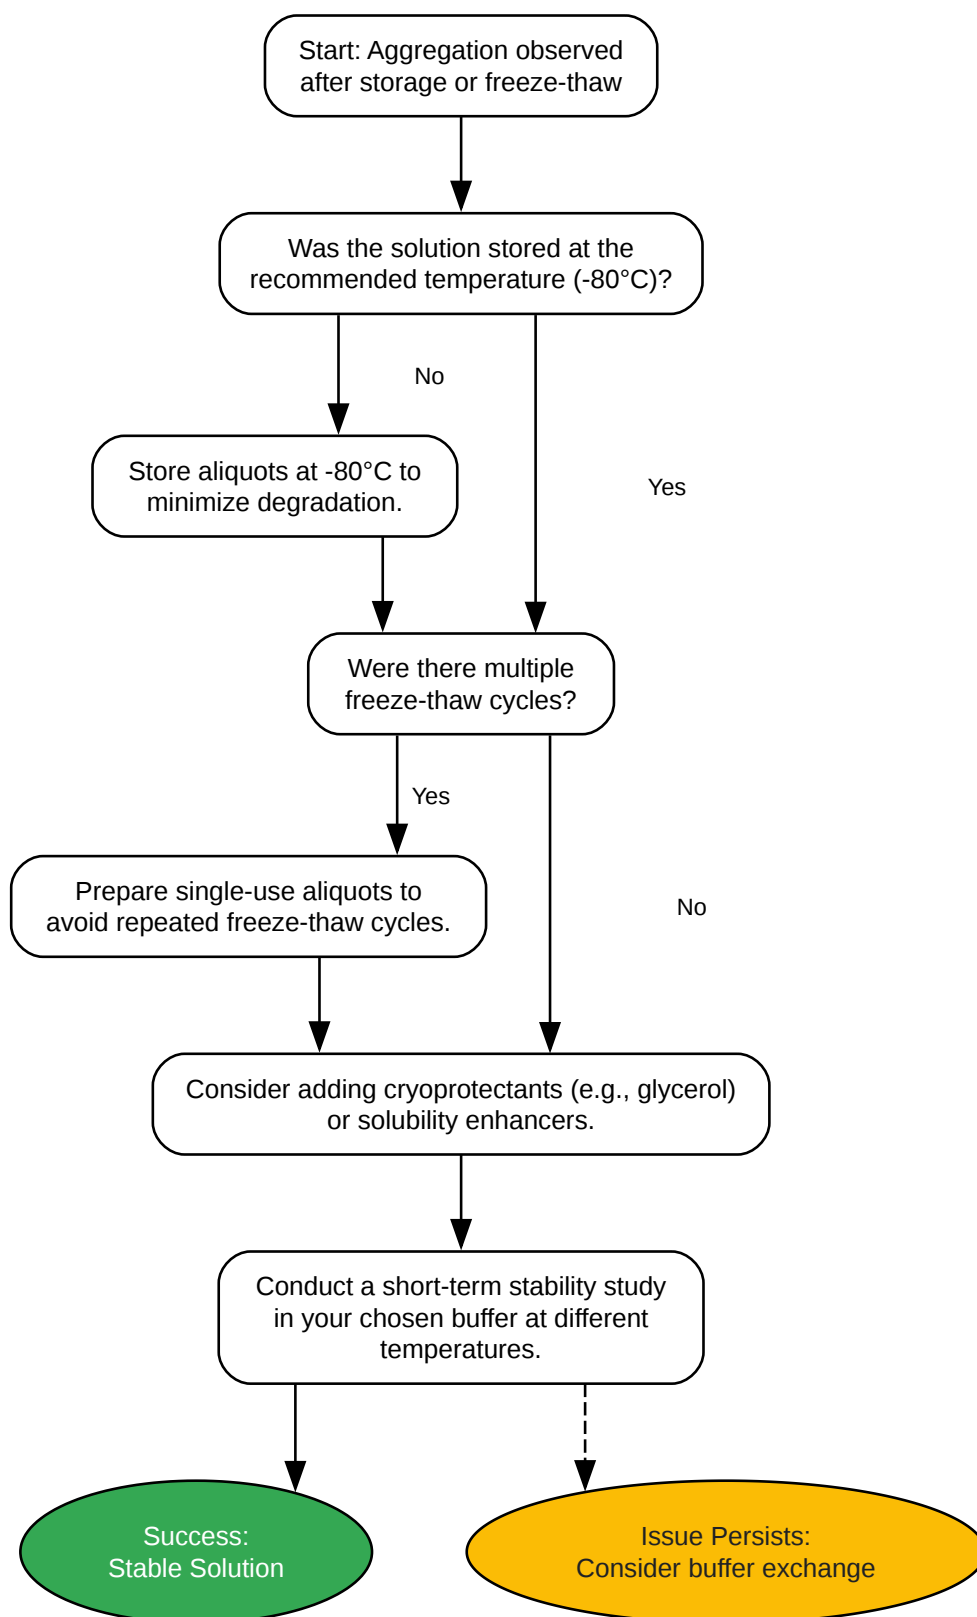 Start: Aggregation observed
after storage or freeze-thaw
Was the solution stored at the
recommended temperature (-80°C)?
No
Store aliquots at -80°C to
minimize degradation.
Yes
Were there multiple
freeze-thaw cycles?
Yes
Prepare single-use aliquots to
avoid repeated freeze-thaw cycles.
No
Consider adding cryoprotectants (e.g., glycerol)
or solubility enhancers.
Conduct a short-term stability study
in your chosen buffer at different
temperatures.
Success:
Stable Solution
Issue Persists:
Consider buffer exchange